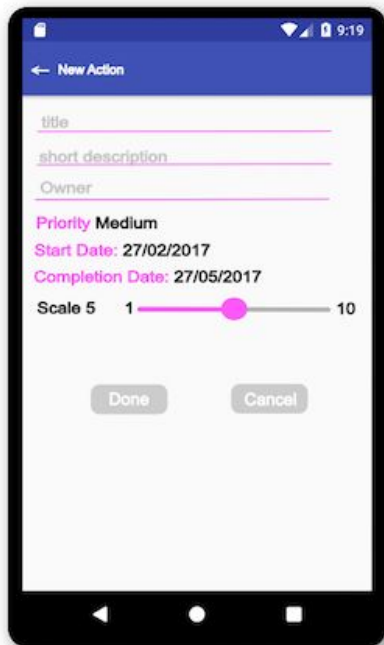 9:19
New Action
title
short description
Owner
Priority Medium
Start Date: 27/02/2017
Completion Date: 27/05/2017
Scale 5 1 10
Done Cancel